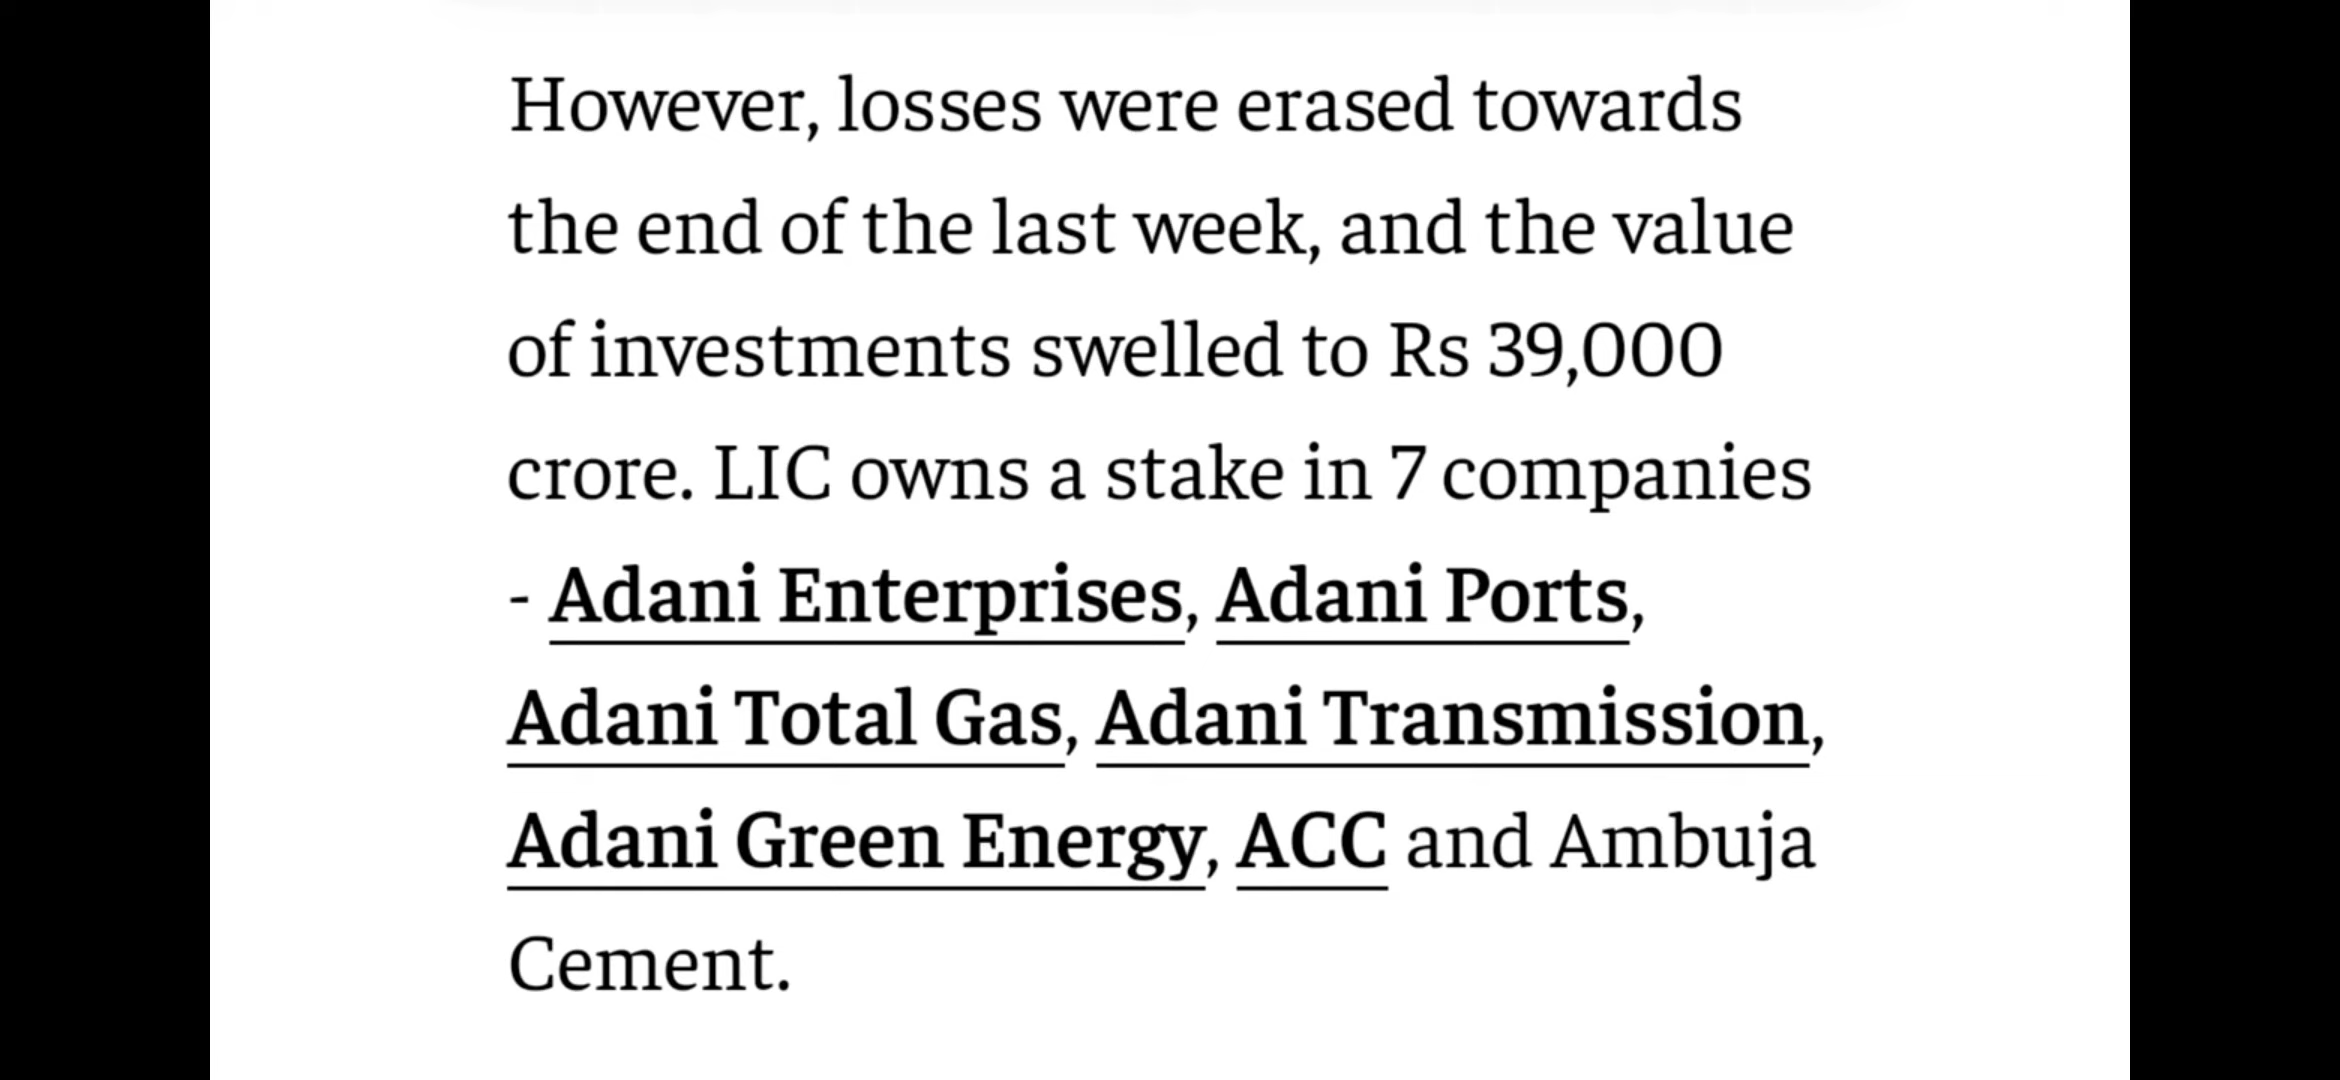 However, losses were erased towards
the end of the last week, and the value
of investments swelled to Rs 39,000
crore. LIC owns a stake in 7 companies
- Adani Enterprises, Adani Ports,
Adani Total Gas, Adani Transmission,
Adani Green Energy, ACC and Ambuja
Cement.